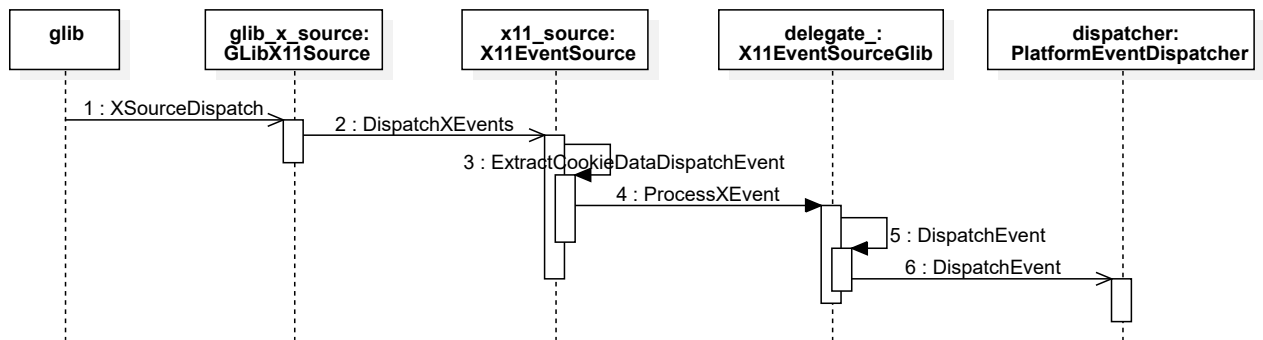 glib
glib_x_source:
GLibX11Source
x11_source:
X11EventSource
delegate_:
X11EventSourceGlib
dispatcher:
PlatformEventDispatcher
1 : XSourceDispatch
2 : DispatchXEvents
3 : ExtractCookieDataDispatchEvent
4 : ProcessXEvent
5 : DispatchEvent
6 : DispatchEvent